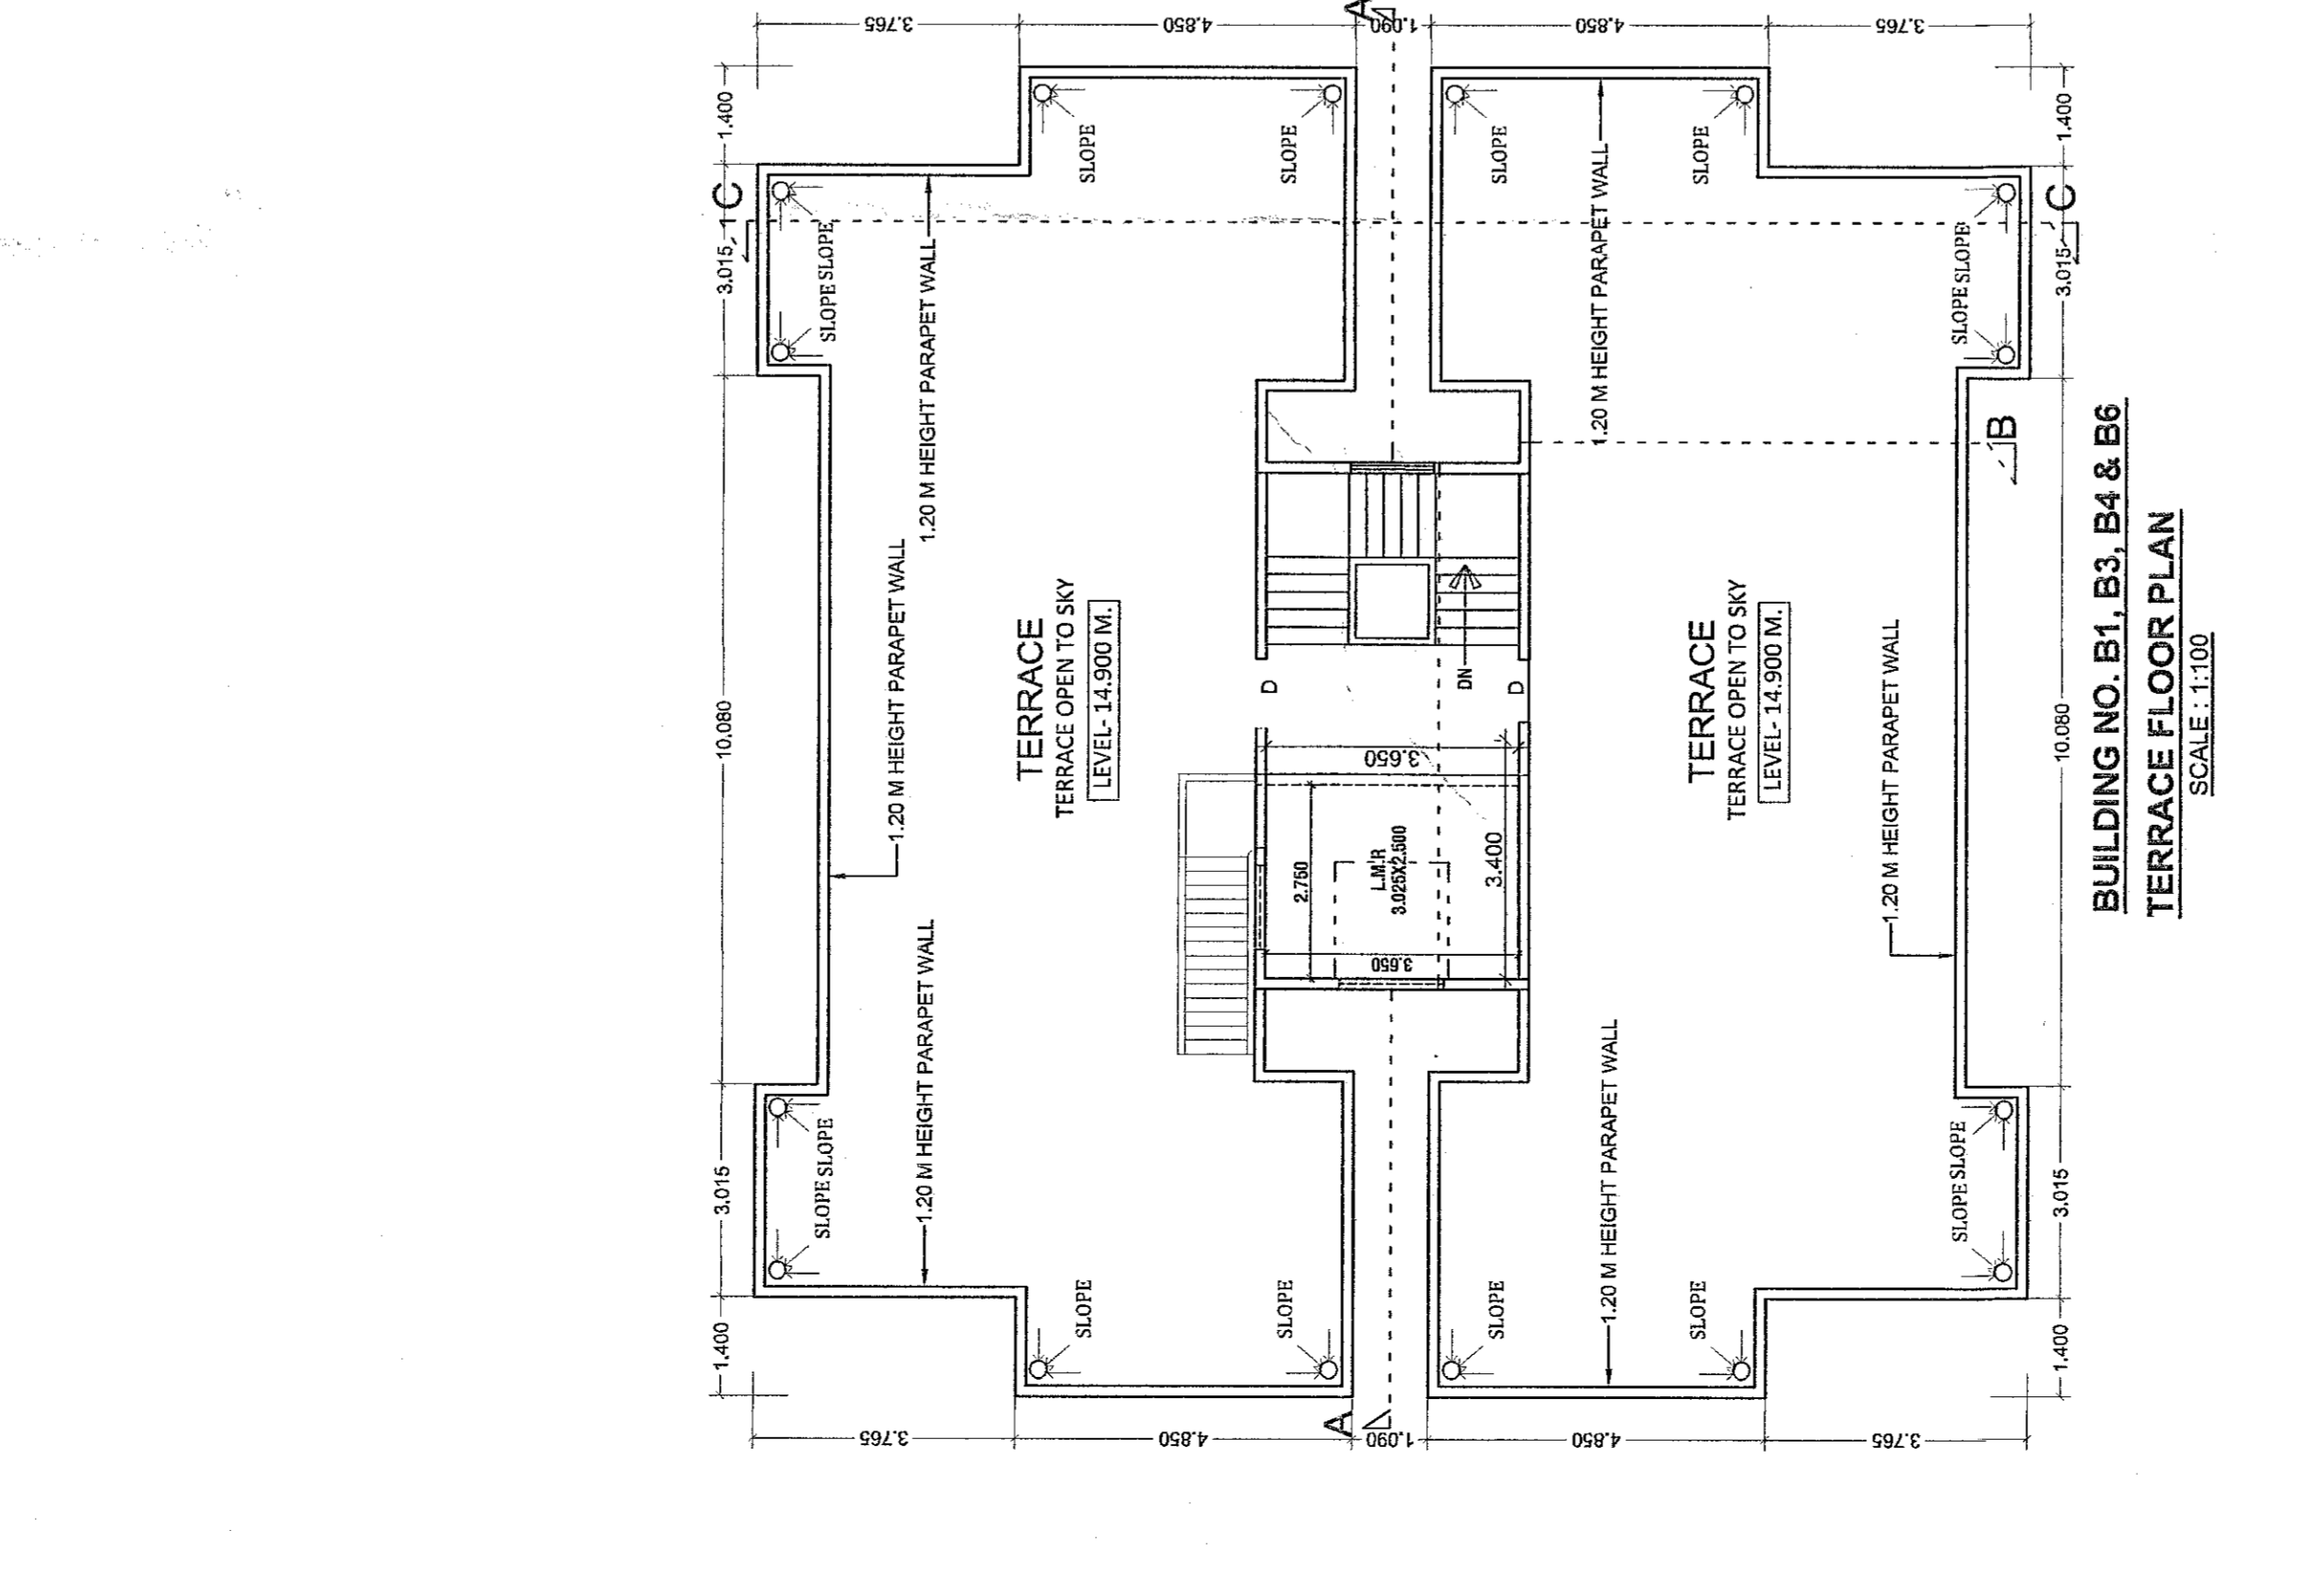 3.765
4.850
1.090
4.850
3.765
A
1.400
3.015
10.080
3.015
1.400
C
SLOPE
SLOPE
SLOPE SLOPE
1.20 M HEIGHT PARAPET WALL
1.20 M HEIGHT PARAPET WALL
1.20 M HEIGHT PARAPET WALL
TERRACE
TERRACE OPEN TO SKY
LEVEL- 14.900 M.
SLOPE SLOPE
SLOPE
SLOPE
D
D
DN
3.650
2.750
L.M.R
3.025X2.500
3.400
3.650
SLOPE
SLOPE
1.20 M HEIGHT PARAPET WALL
SLOPE SLOPE
TERRACE
TERRACE OPEN TO SKY
LEVEL- 14.900 M.
1.20 M HEIGHT PARAPET WALL
1.20 M HEIGHT PARAPET WALL
SLOPE
SLOPE
SLOPE SLOPE
B
C
1.400
3.015
10.080
3.015
1.400
A
3.765
4.850
1.090
4.850
3.765
BUILDING NO. B1, B3, B4 & B6
TERRACE FLOOR PLAN
SCALE : 1:100